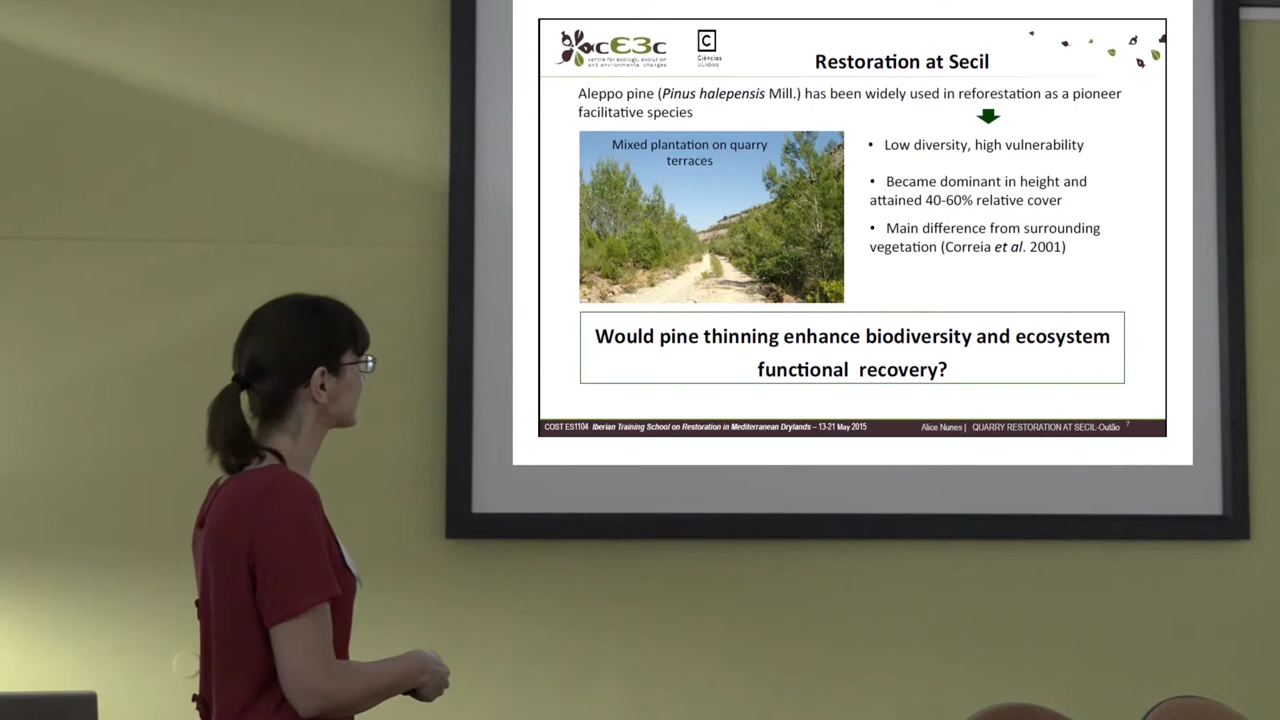 cE3c
centre for ecology, evolution
and environmental changes
C
Ciências
ULisboa
Restoration at Secil
Aleppo pine (Pinus halepensis Mill.) has been widely used in reforestation as a pioneer
facilitative species
Mixed plantation on quarry
terraces
• Low diversity, high vulnerability
• Became dominant in height and
attained 40-60% relative cover
• Main difference from surrounding
vegetation (Correia et al. 2001)
Would pine thinning enhance biodiversity and ecosystem
functional recovery?
COST ES1104 Iberian Training School on Restoration in Mediterranean Drylands – 13-21 May 2015
Alice Nunes | QUARRY RESTORATION AT SECIL-Outão 7